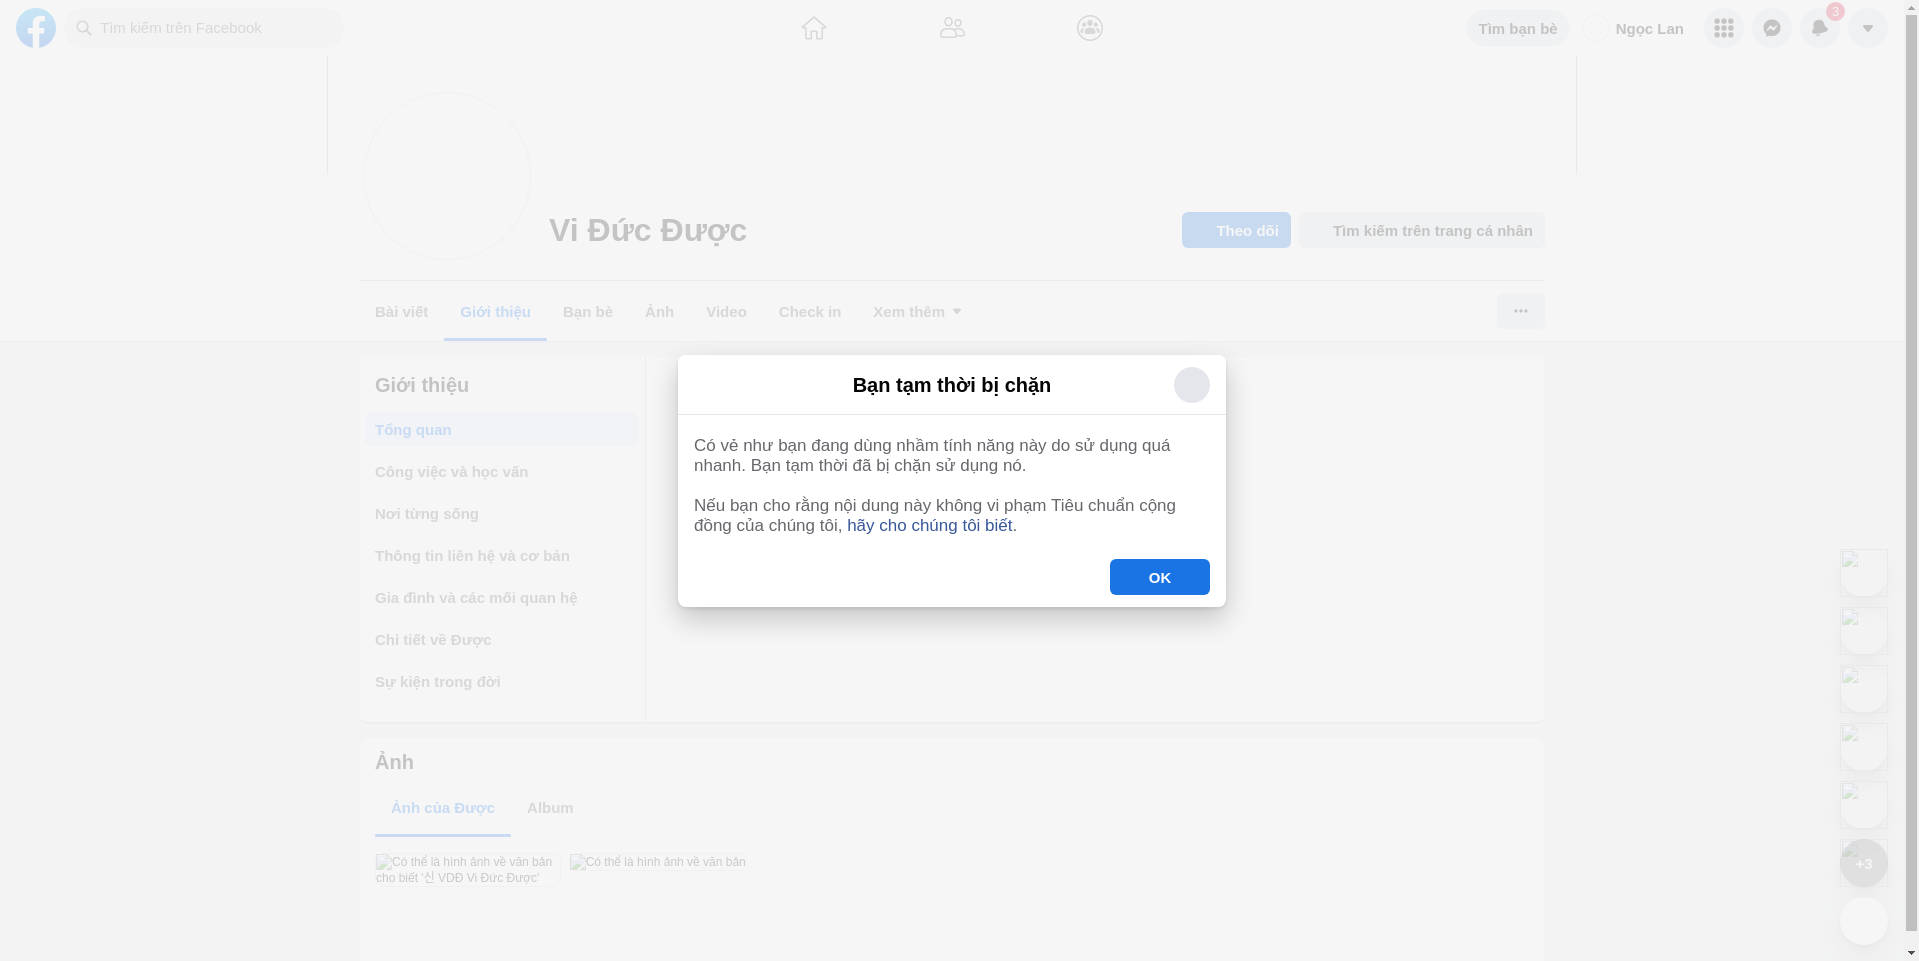 Tìm kiếm trên Facebook
Tìm bạn bè
Ngọc Lan
3
Vi Đức Được
Theo dõi
Tìm kiếm trên trang cá nhân
Bài viết
Giới thiệu
Bạn bè
Ảnh
Video
Check in
Xem thêm
Giới thiệu
Tổng quan
Công việc và học vấn
Nơi từng sống
Thông tin liên hệ và cơ bản
Gia đình và các mối quan hệ
Chi tiết về Được
Sự kiện trong đời
Bạn tạm thời bị chặn
Có vẻ như bạn đang dùng nhầm tính năng này do sử dụng quá
nhanh. Bạn tạm thời đã bị chặn sử dụng nó.
Nếu bạn cho rằng nội dung này không vi phạm Tiêu chuẩn cộng
đồng của chúng tôi, hãy cho chúng tôi biết.
OK
Ảnh
Ảnh của Được
Album
Có thể là hình ảnh về văn bản
cho biết '신 VDĐ Vi Đức Được'
Có thể là hình ảnh về văn bản
+3